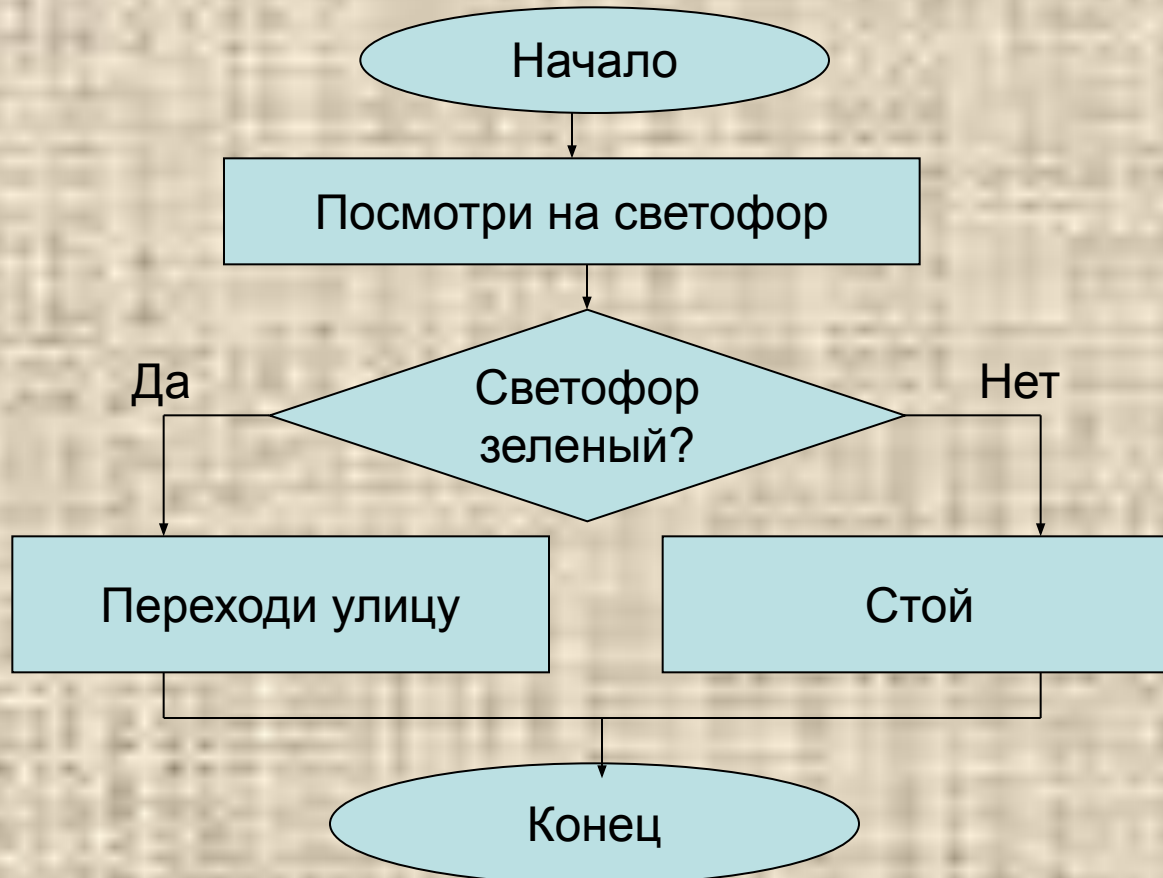 Начало
Посмотри на светофор
Да
Светофор
зеленый?
Нет
Переходи улицу
Стой
Конец